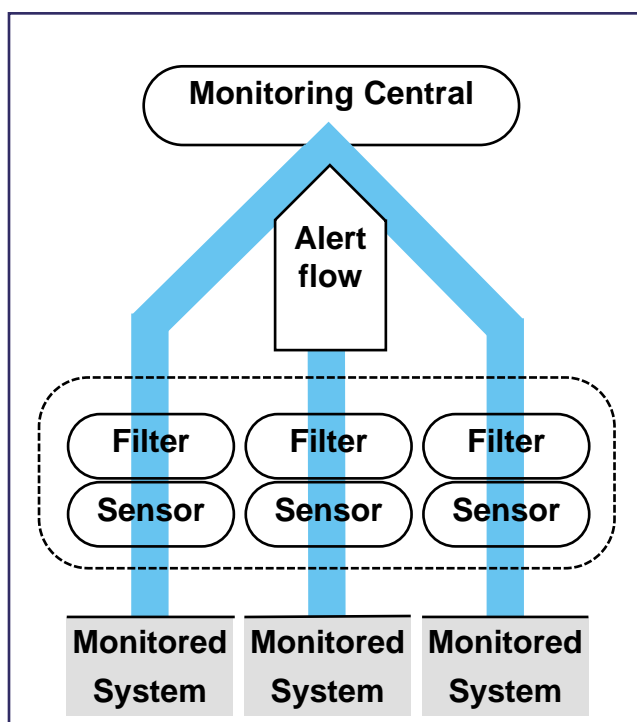 Monitoring Central
Alert
flow
Filter Filter Filter
Sensor Sensor Sensor
Monitored Monitored Monitored
System System System